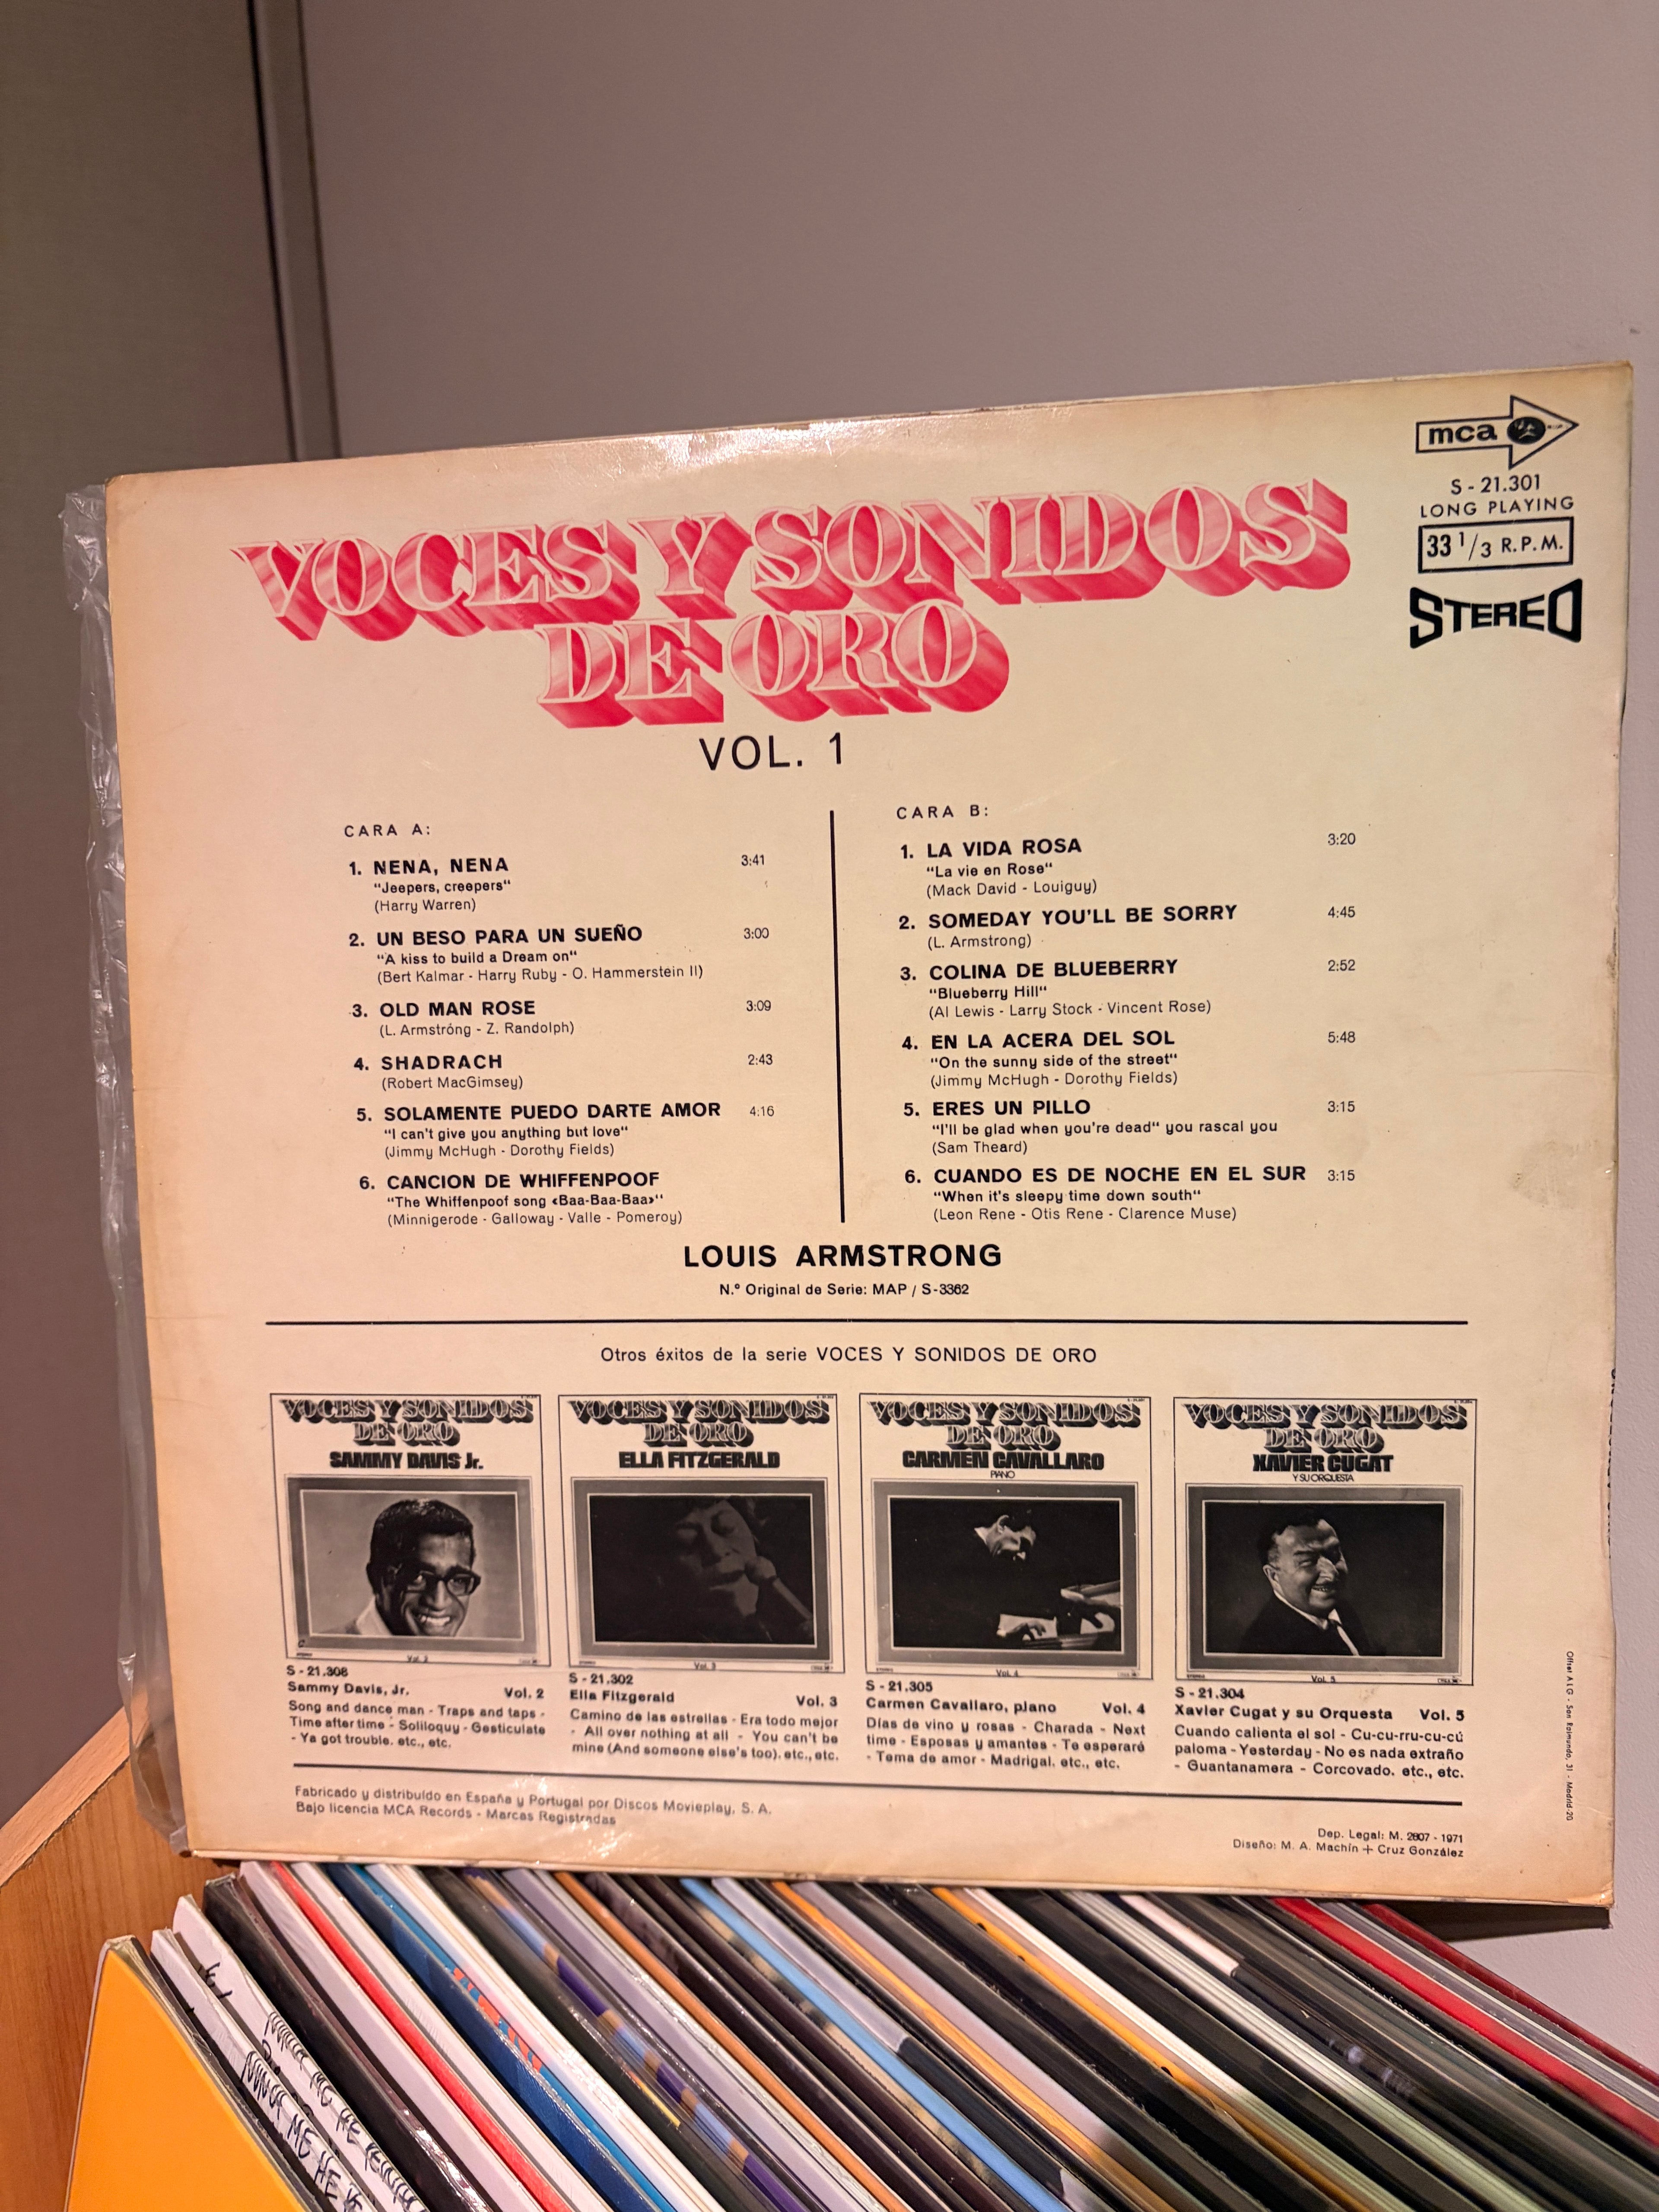 mca
S - 21.301
LONG PLAYING
33 1/3 R.P.M.
STEREO
VOCES Y SONIDOS
DE ORO
VOL. 1
CARA A:
1. NENA, NENA 3:41
"Jeepers, creepers"
(Harry Warren)
2. UN BESO PARA UN SUEÑO 3:00
"A kiss to build a Dream on"
(Bert Kalmar - Harry Ruby - O. Hammerstein II)
3. OLD MAN ROSE 3:09
(L. Armstróng - Z. Randolph)
4. SHADRACH 2:43
(Robert MacGimsey)
5. SOLAMENTE PUEDO DARTE AMOR 4:16
"I can't give you anything but love"
(Jimmy McHugh - Dorothy Fields)
6. CANCION DE WHIFFENPOOF
"The Whiffenpoof song «Baa-Baa-Baa»"
(Minnigerode - Galloway - Valle - Pomeroy)
CARA B:
1. LA VIDA ROSA 3:20
"La vie en Rose"
(Mack David - Louiguy)
2. SOMEDAY YOU'LL BE SORRY 4:45
(L. Armstrong)
3. COLINA DE BLUEBERRY 2:52
"Blueberry Hill"
(Al Lewis - Larry Stock - Vincent Rose)
4. EN LA ACERA DEL SOL 5:48
"On the sunny side of the street"
(Jimmy McHugh - Dorothy Fields)
5. ERES UN PILLO 3:15
"I'll be glad when you're dead" you rascal you
(Sam Theard)
6. CUANDO ES DE NOCHE EN EL SUR 3:15
"When it's sleepy time down south"
(Leon Rene - Otis Rene - Clarence Muse)
LOUIS ARMSTRONG
N.º Original de Serie: MAP / S-3362
Otros éxitos de la serie VOCES Y SONIDOS DE ORO
VOCES Y SONIDOS
DE ORO
SAMMY DAVIS Jr.
Vol. 2
S - 21.308
Sammy Davis, Jr. Vol. 2
Song and dance man - Traps and taps -
Time after time - Soliloquy - Gesticulate
- Ya got trouble. etc., etc.
VOCES Y SONIDOS
DE ORO
ELLA FITZGERALD
Vol. 3
S - 21.302
Ella Fitzgerald Vol. 3
Camino de las estrellas - Era todo mejor
- All over nothing at all - You can't be
mine (And someone else's too). etc., etc.
VOCES Y SONIDOS
DE ORO
CARMEN CAVALLARO
PIANO
Vol. 4
S - 21.305
Carmen Cavallaro, piano Vol. 4
Días de vino y rosas - Charada - Next
time - Esposas y amantes - Te esperaré
- Tema de amor - Madrigal. etc., etc.
VOCES Y SONIDOS
DE ORO
XAVIER CUGAT
Y SU ORQUESTA
Vol. 5
S - 21.304
Xavier Cugat y su Orquesta Vol. 5
Cuando calienta el sol - Cu-cu-rru-cu-cú
paloma - Yesterday - No es nada extraño
- Guantanamera - Corcovado. etc., etc.
Fabricado y distribuído en España y Portugal por Discos Movieplay, S. A.
Bajo licencia MCA Records - Marcas Registradas
Dep. Legal: M. 2807 - 1971
Diseño: M. A. Machín + Cruz González
Offset ALG - San Raimundo, 31 - Madrid-20